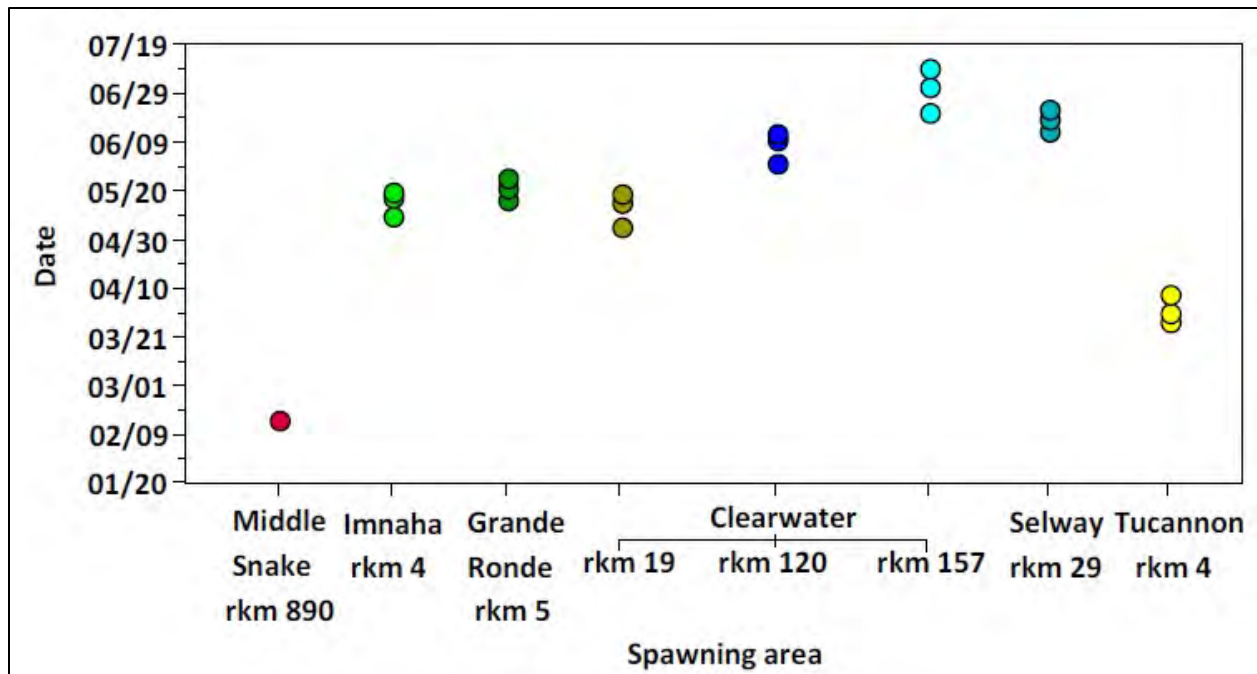 07/19
06/29
06/09
05/20
04/30
04/10
03/21
03/01
02/09
01/20
Date
Middle
Snake
rkm 890
Imnaha
rkm 4
Grande
Ronde
rkm 5
Clearwater
rkm 19
rkm 120
rkm 157
Selway
rkm 29
Tucannon
rkm 4
Spawning area